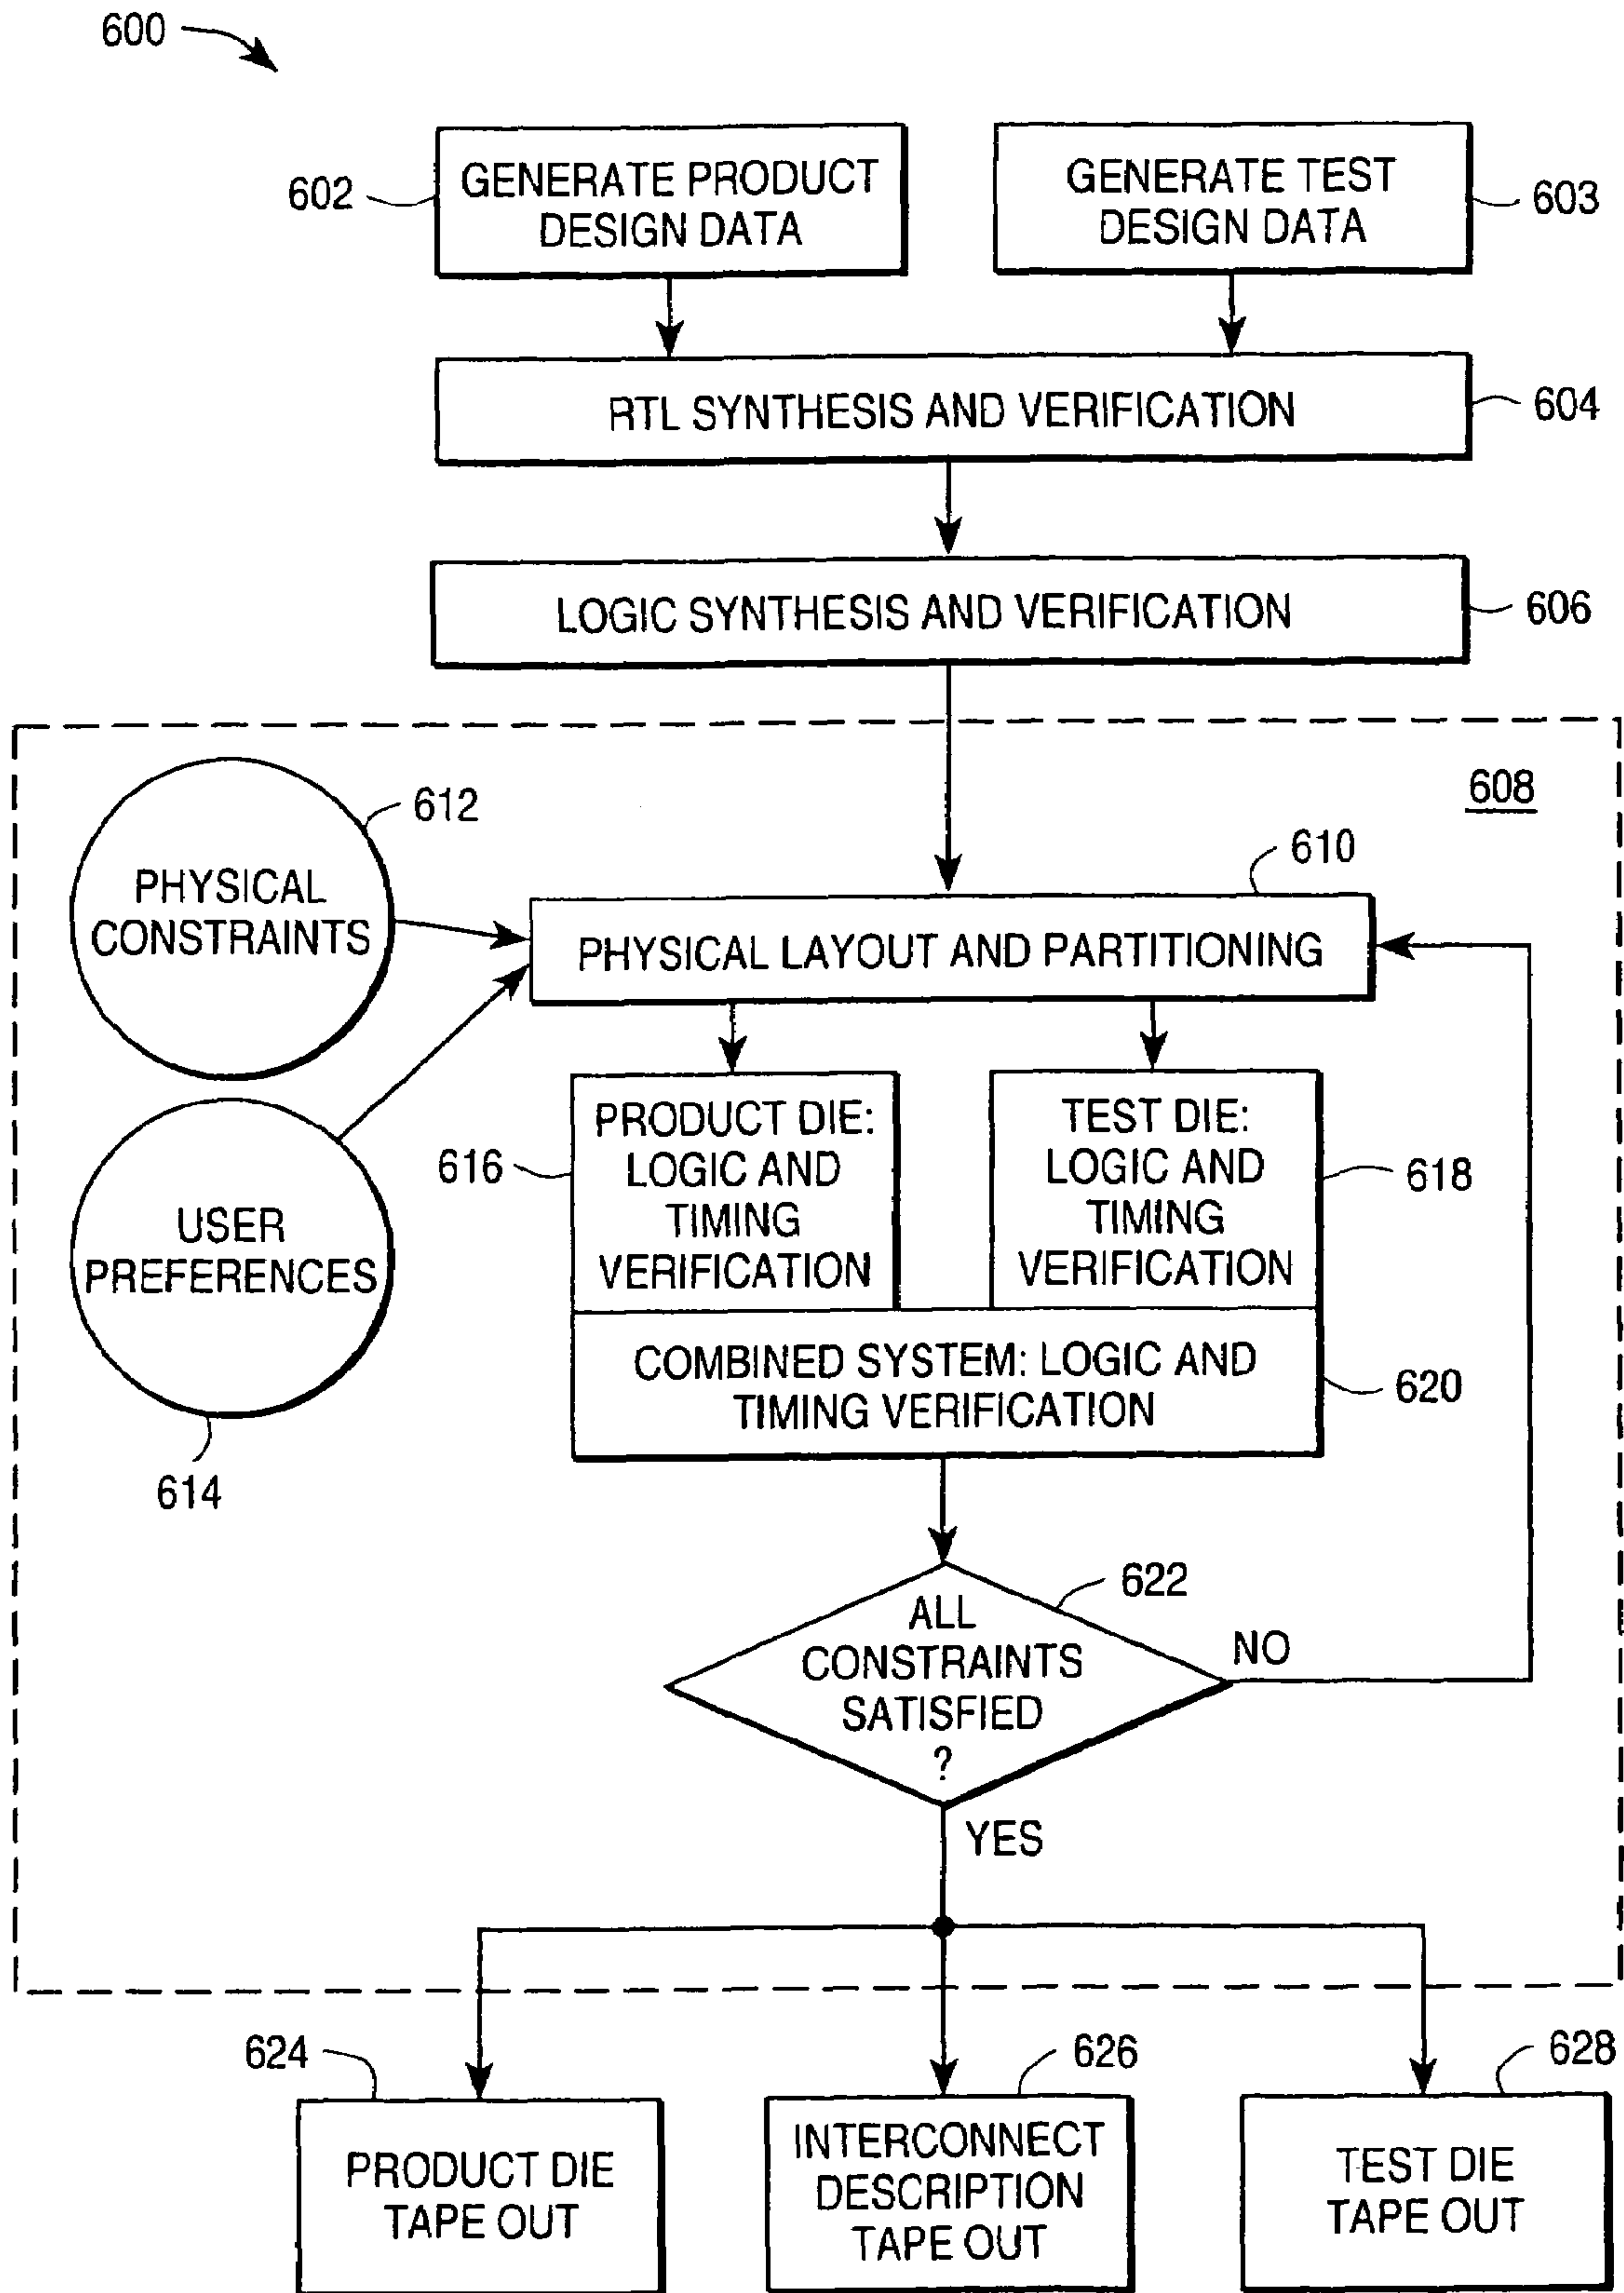 600
GENERATE PRODUCT
DESIGN DATA
602
GENERATE TEST
DESIGN DATA
603
RTL SYNTHESIS AND VERIFICATION
604
LOGIC SYNTHESIS AND VERIFICATION
606
608
612
PHYSICAL
CONSTRAINTS
610
PHYSICAL LAYOUT AND PARTITIONING
USER
PREFERENCES
614
616
PRODUCT DIE:
LOGIC AND
TIMING
VERIFICATION
TEST DIE:
LOGIC AND
TIMING
VERIFICATION
618
COMBINED SYSTEM: LOGIC AND
TIMING VERIFICATION
620
622
ALL
CONSTRAINTS
SATISFIED
?
NO
YES
624
PRODUCT DIE
TAPE OUT
626
INTERCONNECT
DESCRIPTION
TAPE OUT
628
TEST DIE
TAPE OUT